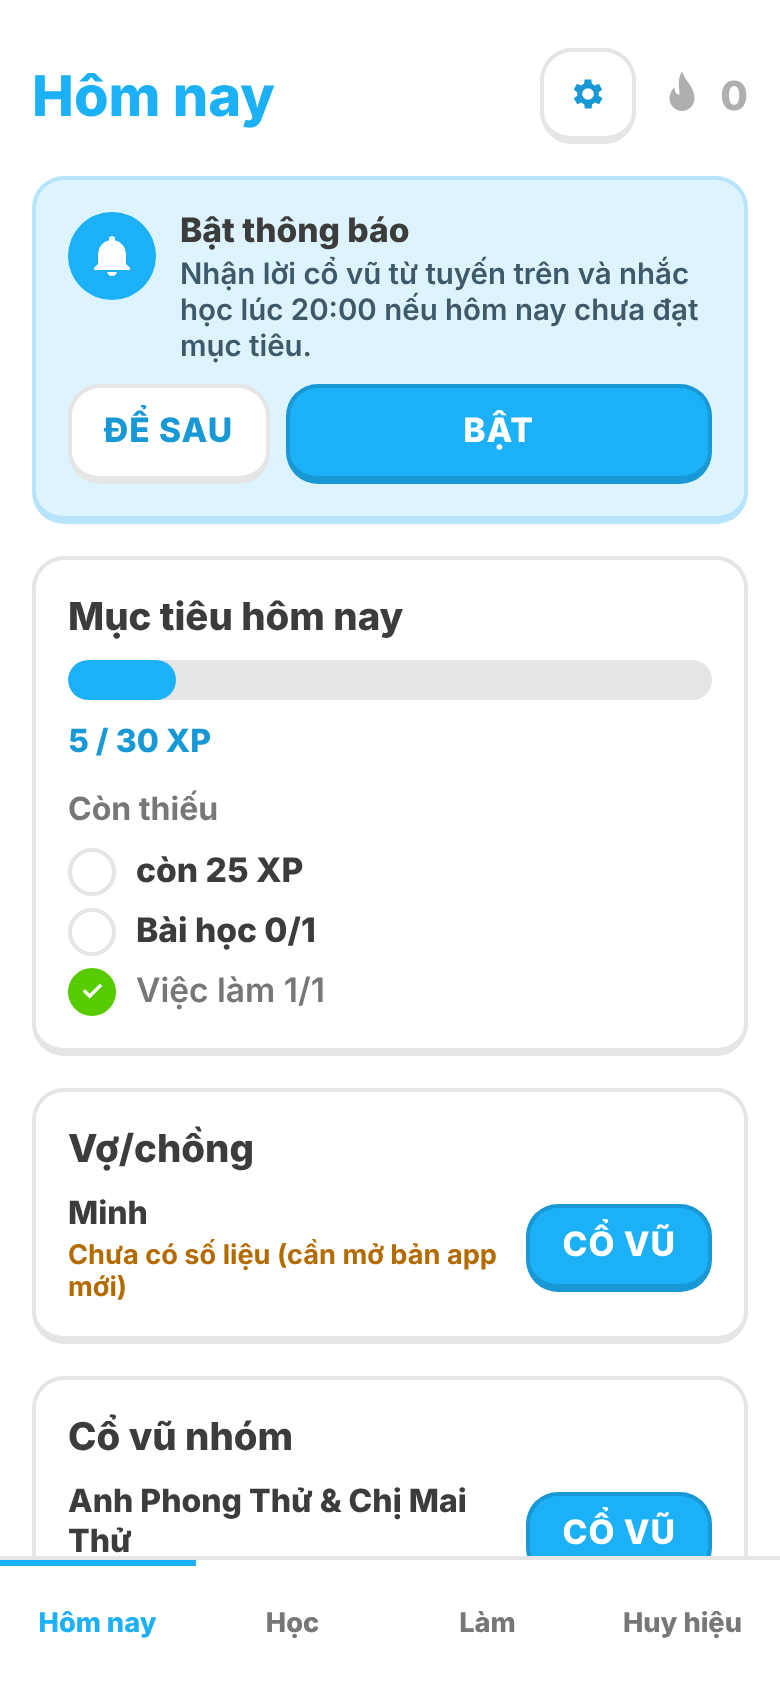 Hôm nay
0
Bật thông báo
Nhận lời cổ vũ từ tuyến trên và nhắc
học lúc 20:00 nếu hôm nay chưa đạt
mục tiêu.
ĐỂ SAU
BẬT
Mục tiêu hôm nay
5 / 30 XP
Còn thiếu
còn 25 XP
Bài học 0/1
Việc làm 1/1
Vợ/chồng
Minh
Chưa có số liệu (cần mở bản app
mới)
CỔ VŨ
Cổ vũ nhóm
Anh Phong Thử & Chị Mai
Thử
CỔ VŨ
Hôm nay
Học
Làm
Huy hiệu